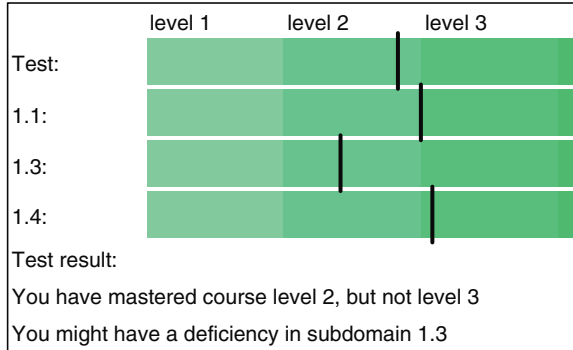 level 1 level 2 level 3
Test:
1.1:
1.3:
1.4:
Test result:
You have mastered course level 2, but not level 3
You might have a deficiency in subdomain 1.3